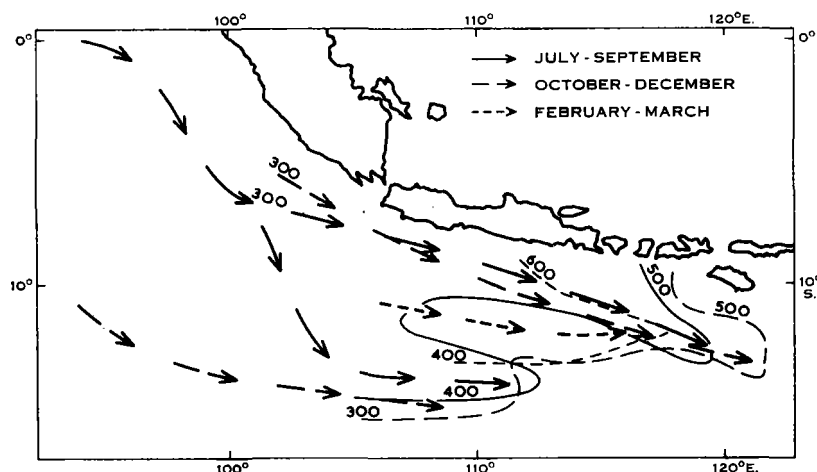 100° 110° 120°E.
0° 0°
JULY - SEPTEMBER
OCTOBER - DECEMBER
FEBRUARY - MARCH
300
300
600
500
10° 10°
S.
500
400
400
300
100° 110° 120°E.